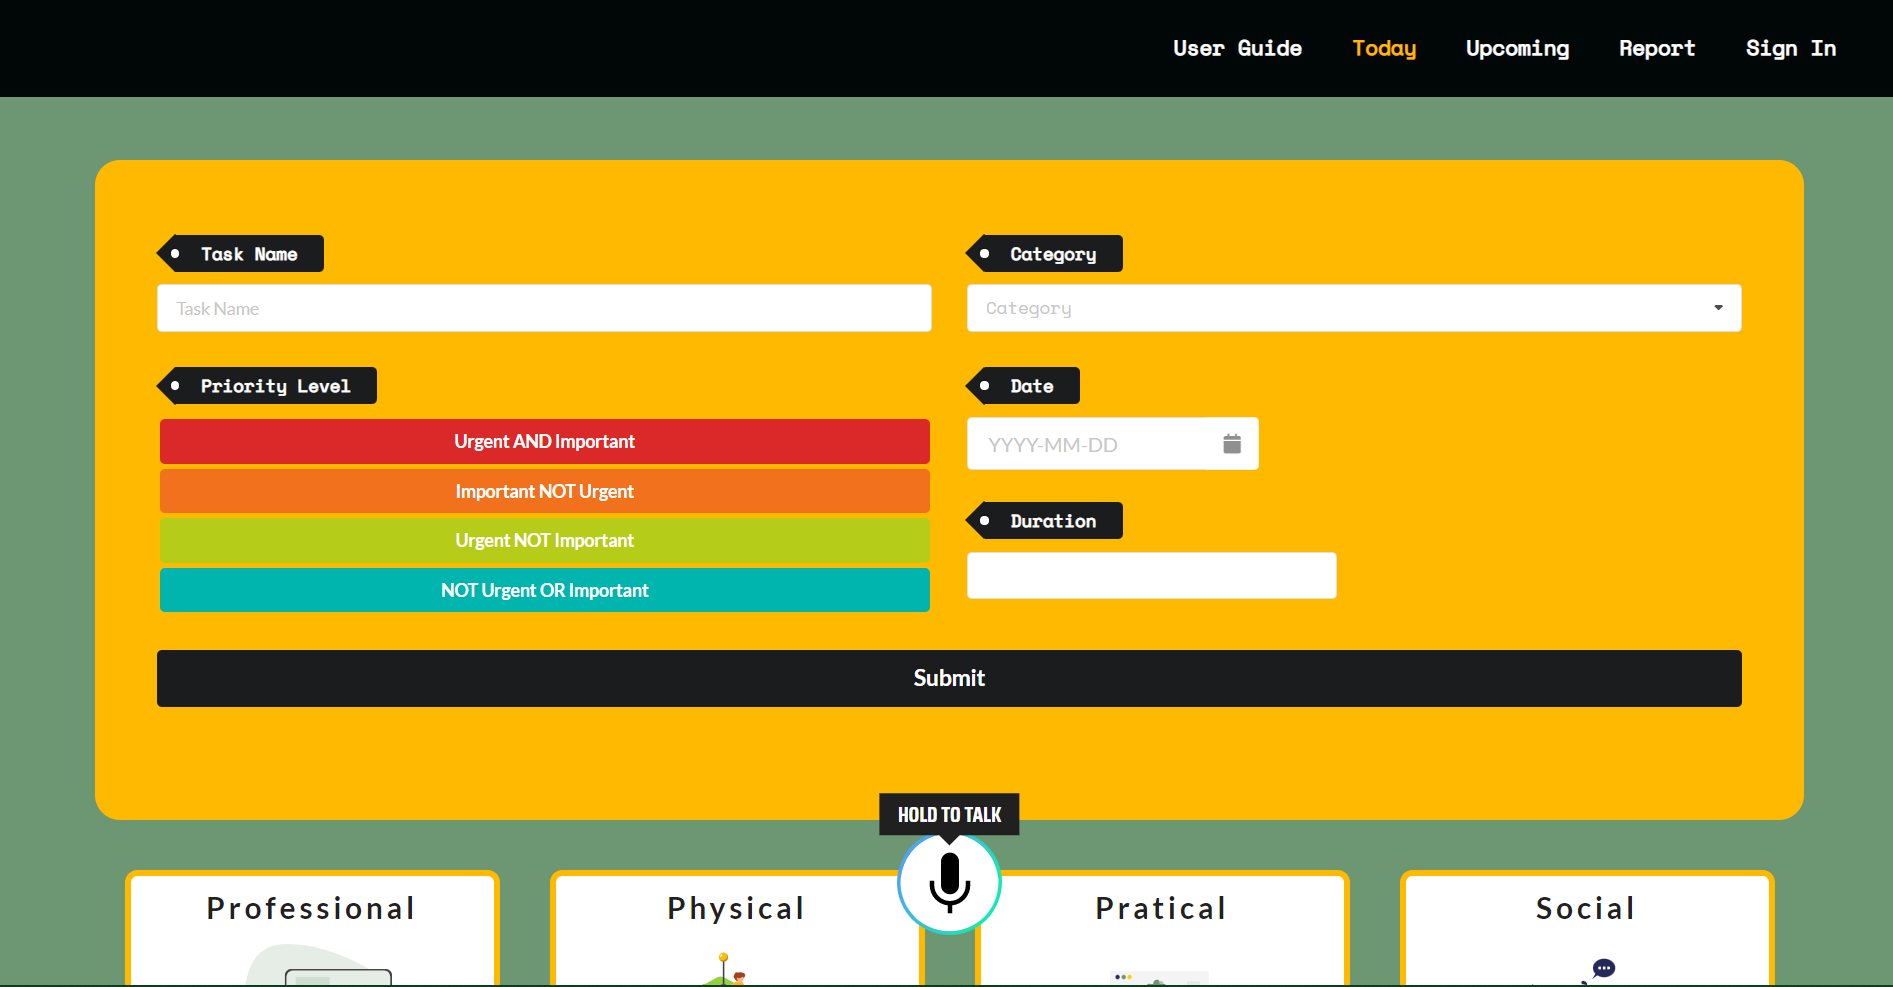 User Guide Today Upcoming Report Sign In
Task Name
Task Name
Category
Category
Priority Level
Urgent AND Important
Important NOT Urgent
Urgent NOT Important
NOT Urgent OR Important
Date
YYYY-MM-DD
Duration
Submit
HOLD TO TALK
Professional
Physical
Pratical
Social